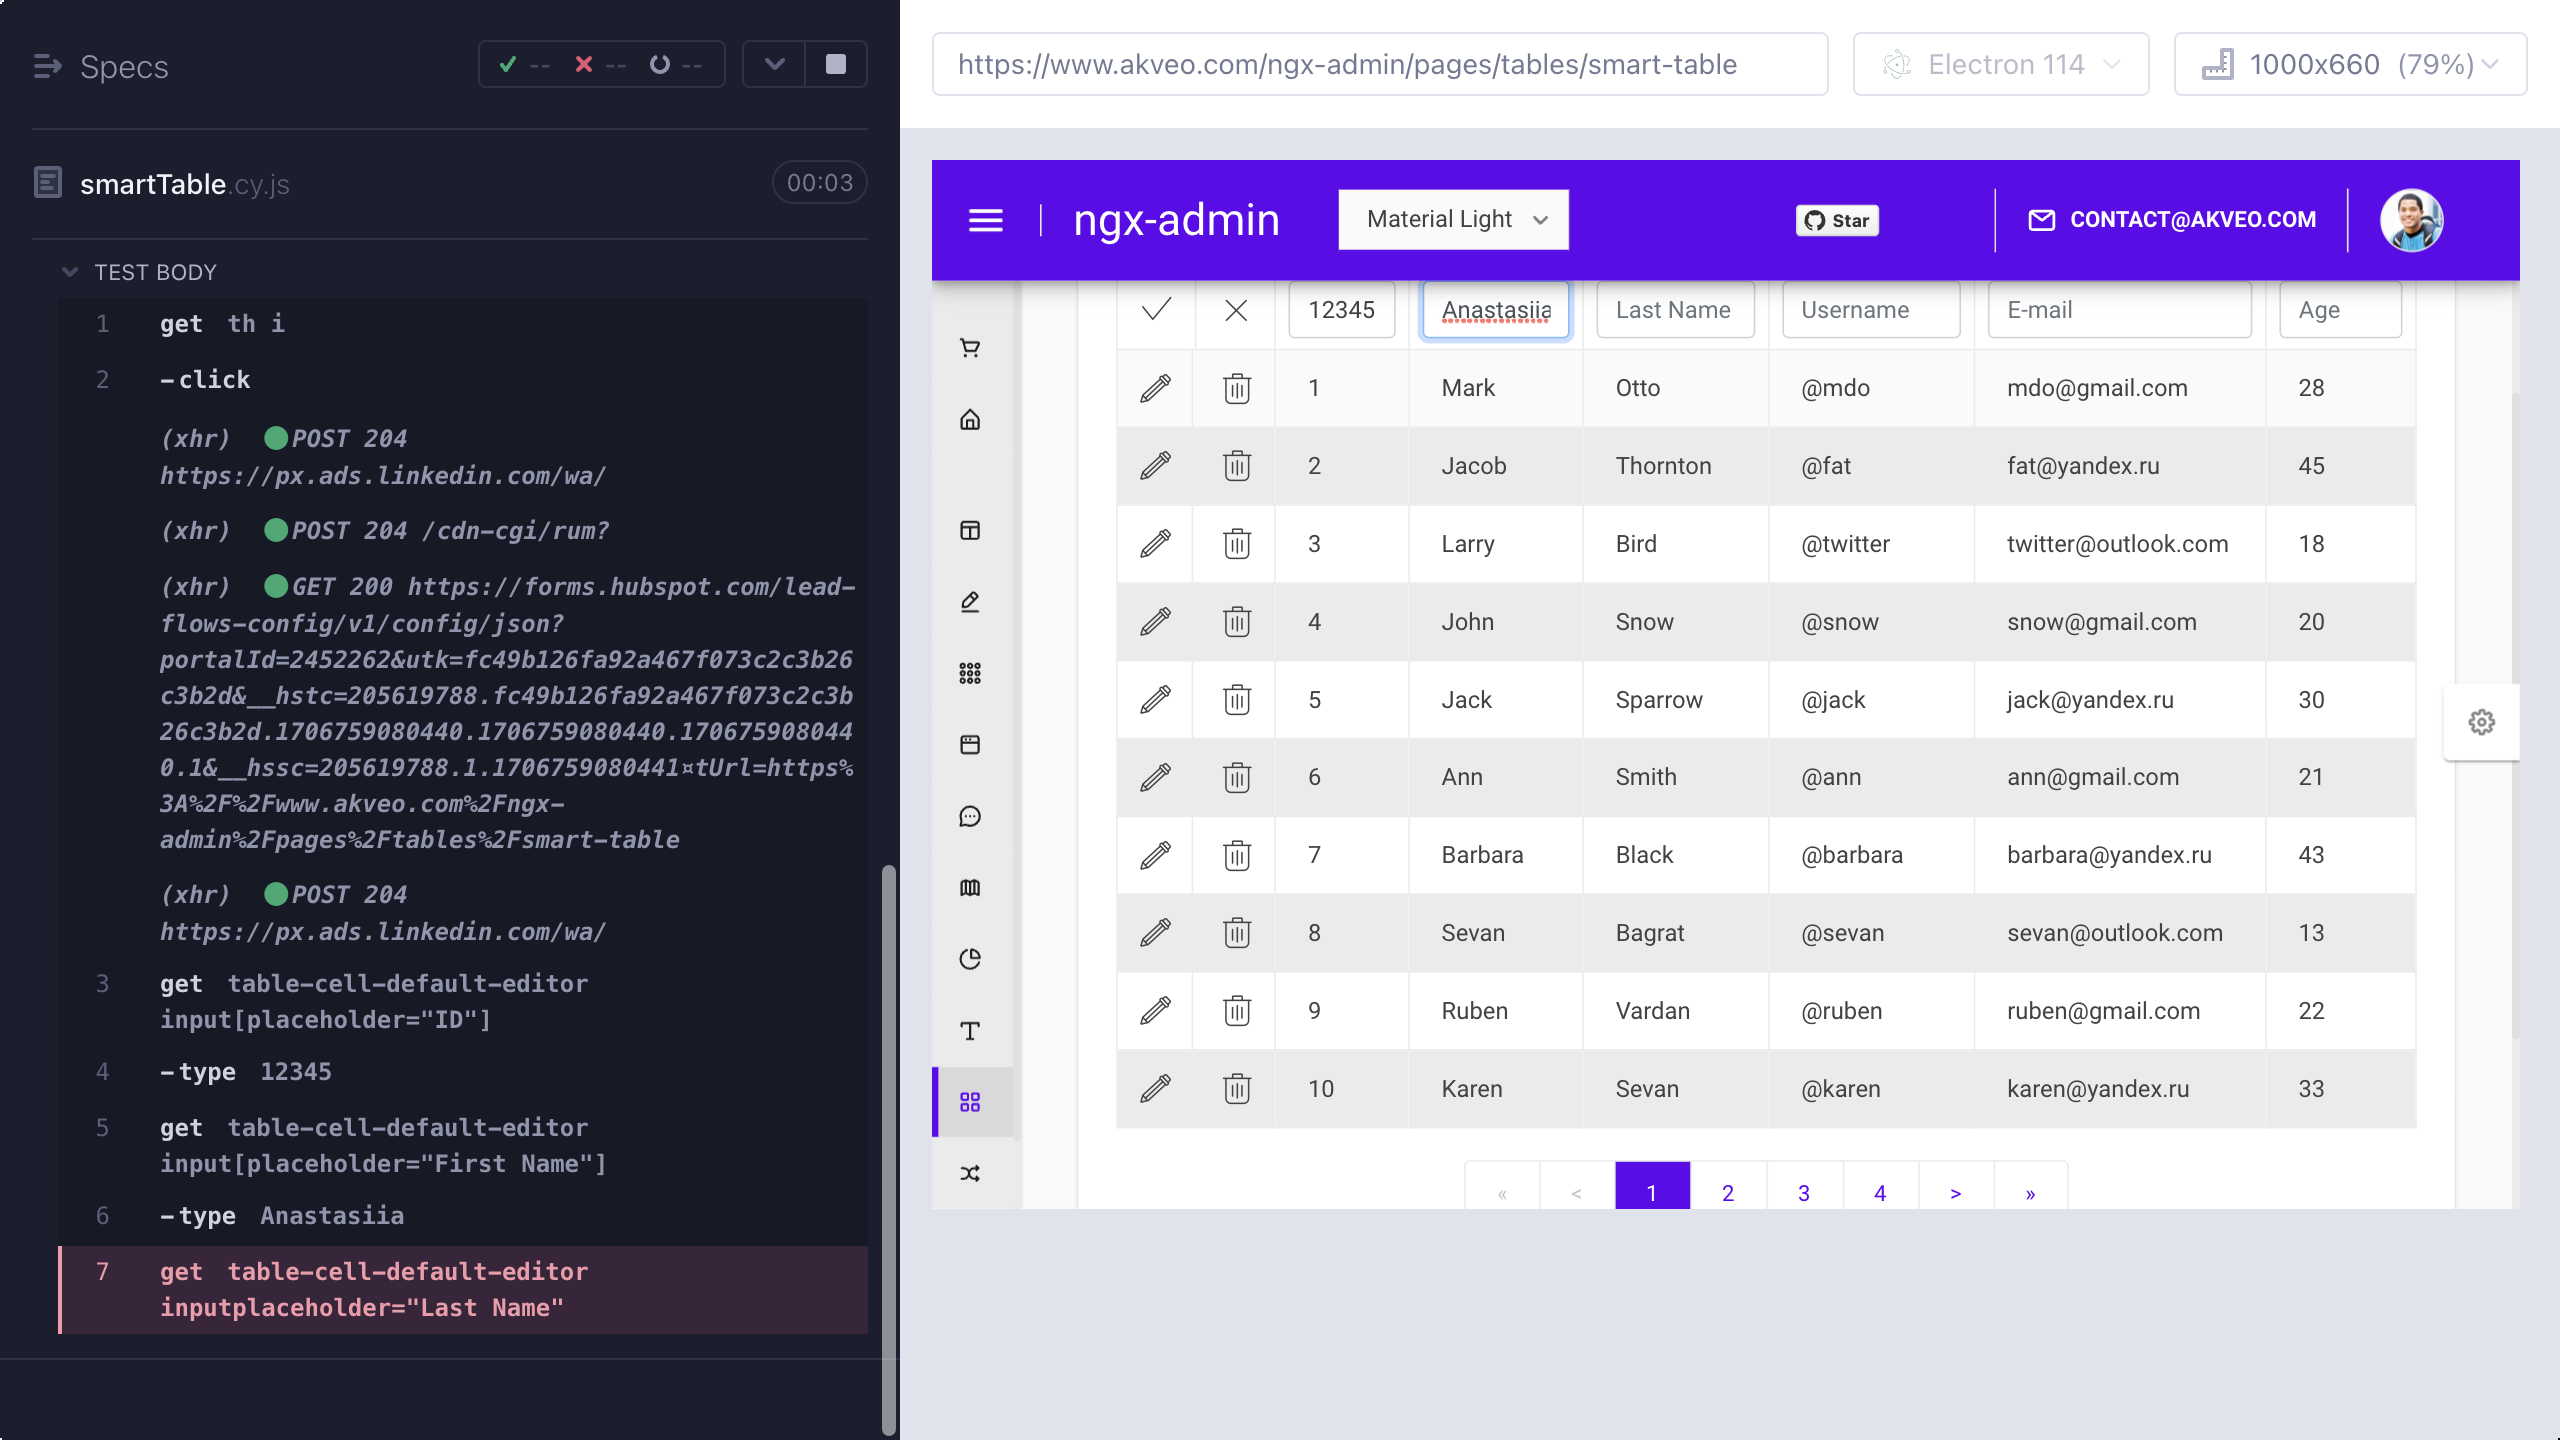 Specs
-- -- --
smartTable.cy.js 00:03
TEST BODY
1 get th i
2 -click
(xhr) POST 204
https://px.ads.linkedin.com/wa/
(xhr) POST 204 /cdn-cgi/rum?
(xhr) GET 200 https://forms.hubspot.com/lead-
flows-config/v1/config/json?
portalId=2452262&utk=fc49b126fa92a467f073c2c3b26
c3b2d&__hstc=205619788.fc49b126fa92a467f073c2c3b
26c3b2d.1706759080440.1706759080440.170675908044
0.1&__hssc=205619788.1.1706759080441¤tUrl=https%
3A%2F%2Fwww.akveo.com%2Fngx-
admin%2Fpages%2Ftables%2Fsmart-table
(xhr) POST 204
https://px.ads.linkedin.com/wa/
3 get table-cell-default-editor
input[placeholder="ID"]
4 -type 12345
5 get table-cell-default-editor
input[placeholder="First Name"]
6 -type Anastasiia
7 get table-cell-default-editor
inputplaceholder="Last Name"
https://www.akveo.com/ngx-admin/pages/tables/smart-table Electron 114 1000x660 (79%)
ngx-admin Material Light Star CONTACT@AKVEO.COM
12345 Anastasiia Last Name Username E-mail Age
1 Mark Otto @mdo mdo@gmail.com 28
2 Jacob Thornton @fat fat@yandex.ru 45
3 Larry Bird @twitter twitter@outlook.com 18
4 John Snow @snow snow@gmail.com 20
5 Jack Sparrow @jack jack@yandex.ru 30
6 Ann Smith @ann ann@gmail.com 21
7 Barbara Black @barbara barbara@yandex.ru 43
8 Sevan Bagrat @sevan sevan@outlook.com 13
9 Ruben Vardan @ruben ruben@gmail.com 22
10 Karen Sevan @karen karen@yandex.ru 33
« < 1 2 3 4 > »